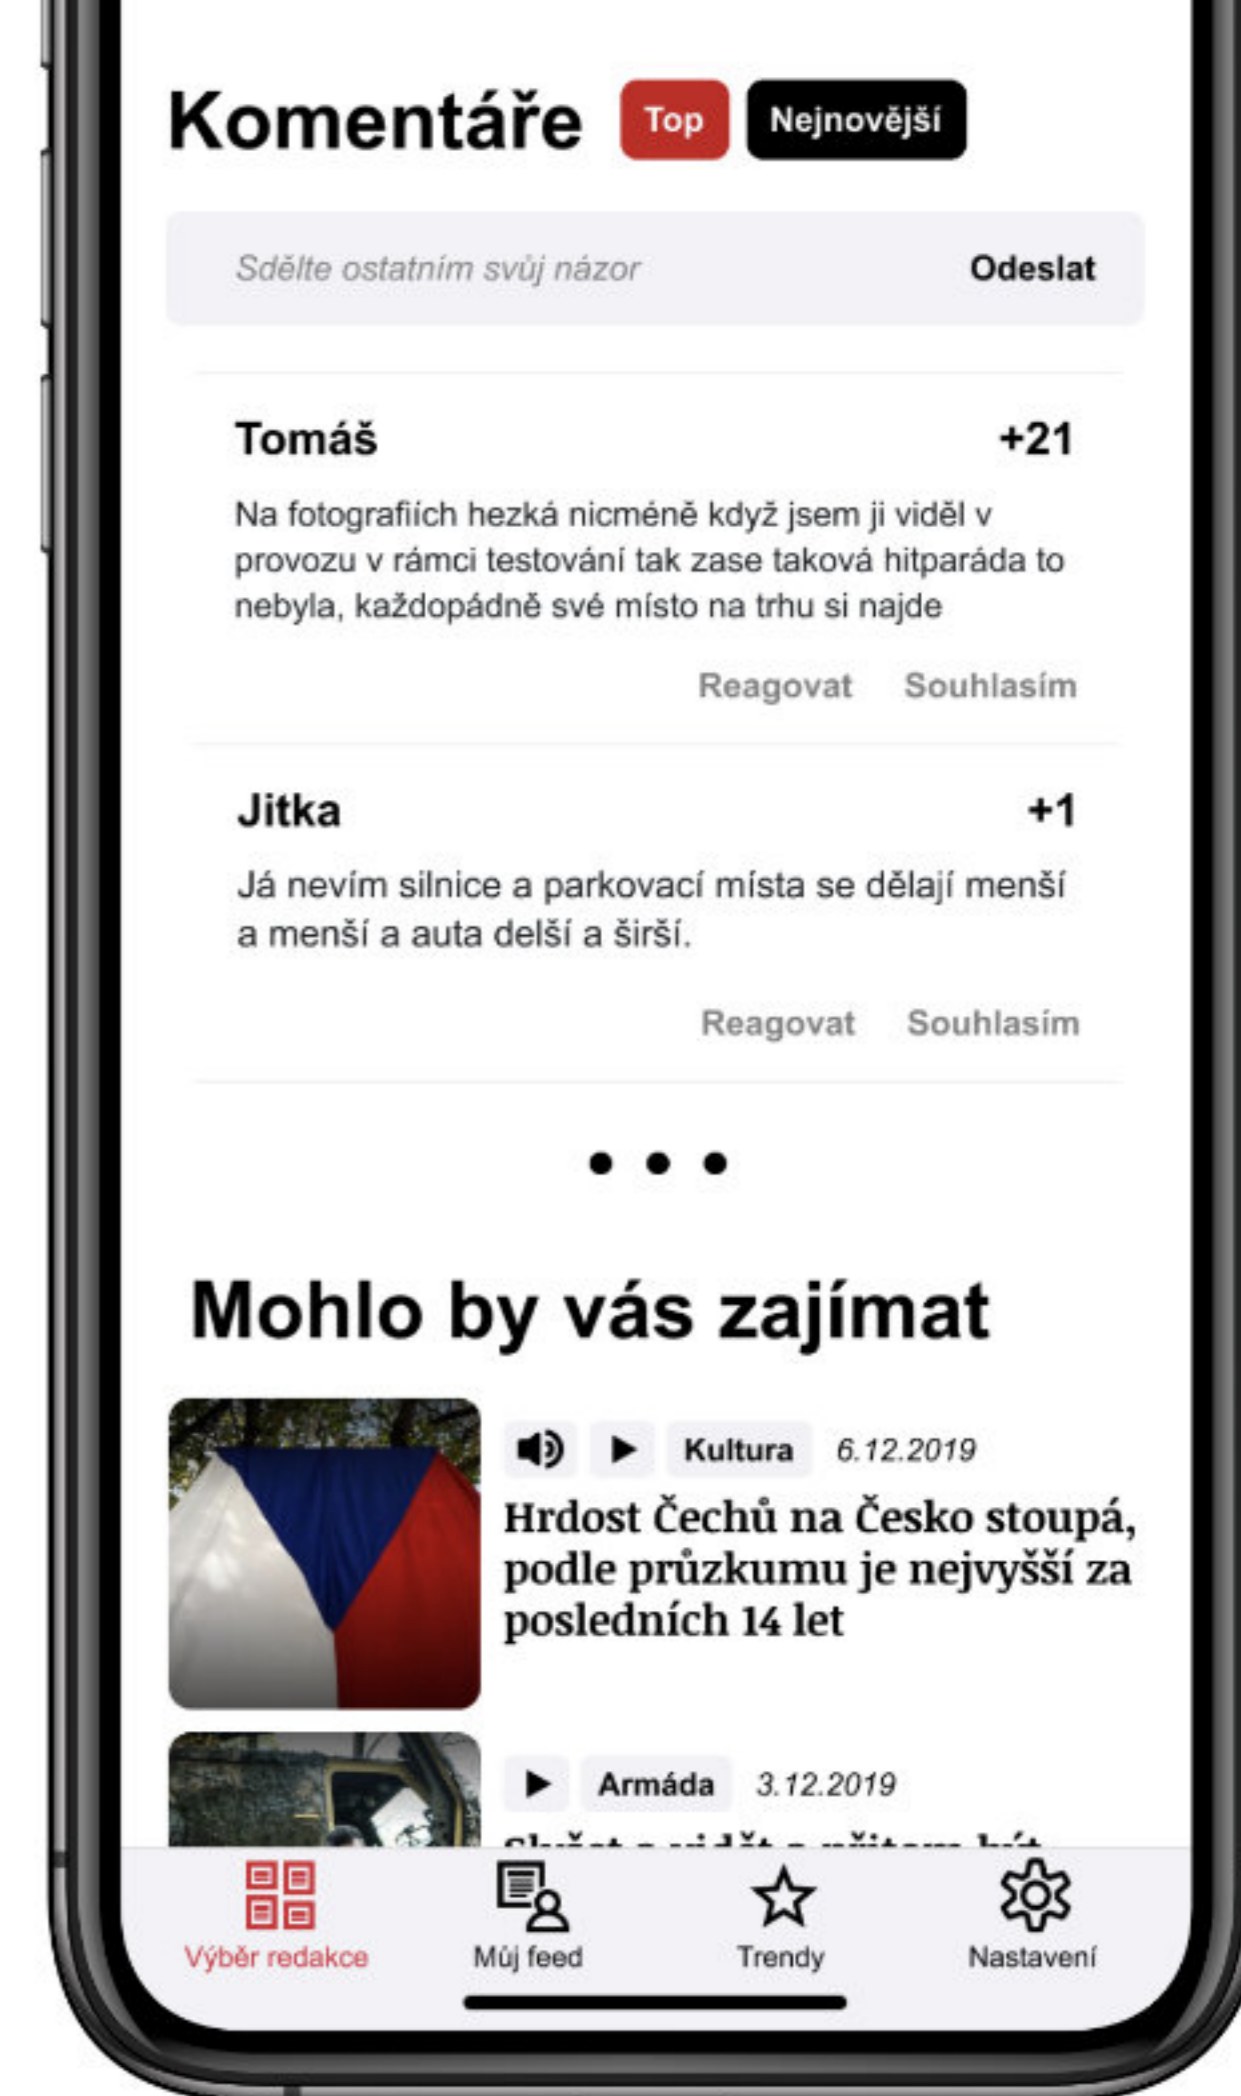 Komentáře Top Nejnovější
Sdělte ostatním svůj názor Odeslat
Tomáš +21
Na fotografiích hezká nicméně když jsem ji viděl v
provozu v rámci testování tak zase taková hitparáda to
nebyla, každopádně své místo na trhu si najde
Reagovat Souhlasím
Jitka +1
Já nevím silnice a parkovací místa se dělají menší
a menší a auta delší a širší.
Reagovat Souhlasím
Mohlo by vás zajímat
Kultura 6.12.2019
Hrdost Čechů na Česko stoupá,
podle průzkumu je nejvyšší za
posledních 14 let
Armáda 3.12.2019
Výběr redakce Můj feed Trendy Nastavení